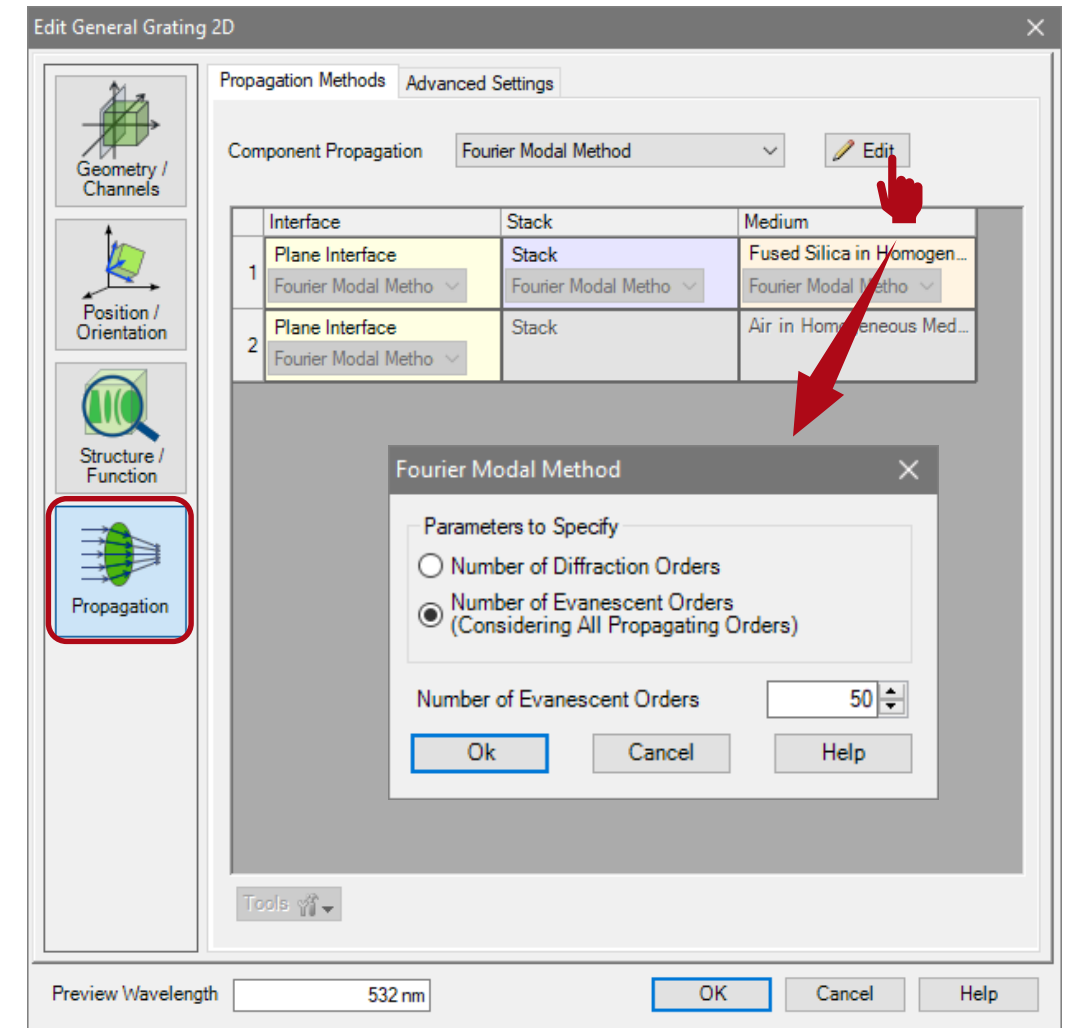 Edit General Grating 2D
Propagation Methods Advanced Settings
Geometry /
Channels
Component Propagation Fourier Modal Method Edit
Interface Stack Medium
1 Plane Interface Stack Fused Silica in Homogen...
Fourier Modal Metho Fourier Modal Metho Fourier Modal Metho
2 Plane Interface Stack Air in Homogeneous Med...
Fourier Modal Metho
Position /
Orientation
Structure /
Function
Propagation
Fourier Modal Method
Parameters to Specify
Number of Diffraction Orders
Number of Evanescent Orders
(Considering All Propagating Orders)
Number of Evanescent Orders 50
Ok Cancel Help
Tools
Preview Wavelength 532 nm OK Cancel Help